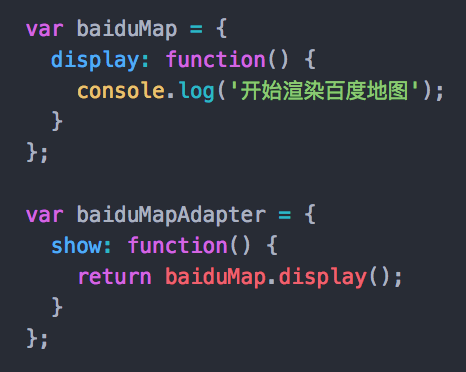 var baiduMap = {
  display: function() {
    console.log('开始渲染百度地图');
  }
};

var baiduMapAdapter = {
  show: function() {
    return baiduMap.display();
  }
};